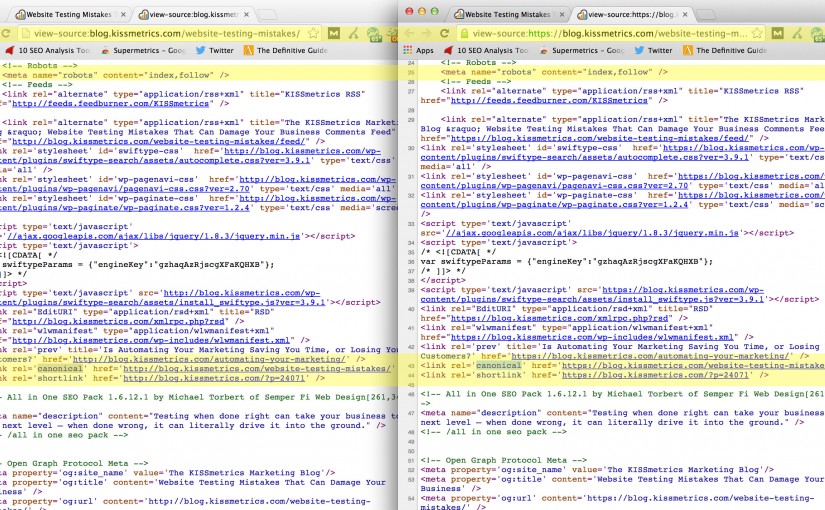 Website Testing Mistakes T
view-source:blog.kissmetr
view-source:blog.kissmetrics.com/website-testing-mistakes/
10 SEO Analysis Too
Supermetrics – Goog
Twitter
The Definitive Guide
<!-- Robots -->
<meta name="robots" content="index,follow" />
<!-- Feeds -->
<link rel="alternate" type="application/rss+xml" title="KISSmetrics RSS"
ef="http://feeds.feedburner.com/KISSmetrics" />
<link rel="alternate" type="application/rss+xml" title="The KISSmetrics Marketi
g &raquo; Website Testing Mistakes That Can Damage Your Business Comments Feed"
ef="http://blog.kissmetrics.com/website-testing-mistakes/feed/" />
nk rel='stylesheet' id='swiftype-css'  href='http://blog.kissmetrics.com/wp-
tent/plugins/swiftype-search/assets/autocomplete.css?ver=3.9.1' type='text/css'
ia='all' />
nk rel='stylesheet' id='wp-pagenavi-css'  href='http://blog.kissmetrics.com/wp-
tent/plugins/wp-pagenavi/pagenavi-css.css?ver=2.70' type='text/css' media='all'
nk rel='stylesheet' id='wp-paginate-css'  href='http://blog.kissmetrics.com/wp-
tent/plugins/wp-paginate/wp-paginate.css?ver=1.2.4' type='text/css' media='scree
ript type='text/javascript'
='//ajax.googleapis.com/ajax/libs/jquery/1.8.3/jquery.min.js'></script>
ript type='text/javascript'>
<![CDATA[ */
swiftypeParams = {"engineKey":"gzhaqAzRjscgXFaKQHXB"};
]]> */
cript>
ript type='text/javascript' src='http://blog.kissmetrics.com/wp-
tent/plugins/swiftype-search/assets/install_swiftype.js?ver=3.9.1'></script>
nk rel="EditURI" type="application/rsd+xml" title="RSD"
f="http://blog.kissmetrics.com/xmlrpc.php?rsd" />
nk rel="wlwmanifest" type="application/wlwmanifest+xml"
f="http://blog.kissmetrics.com/wp-includes/wlwmanifest.xml" />
nk rel='prev' title='Is Automating Your Marketing Saving You Time, or Losing You
tomers?' href='http://blog.kissmetrics.com/automating-your-marketing/' />
nk rel='canonical' href='http://blog.kissmetrics.com/website-testing-mistakes/'
nk rel='shortlink' href='http://blog.kissmetrics.com/?p=24071' />
- All in One SEO Pack 1.6.12.1 by Michael Torbert of Semper Fi Web Design[261,34
ta name="description" content="Testing when done right can take your business to
next level — when done wrong, it can literally drive it into the ground." />
- /all in one seo pack -->
- Open Graph Protocol Meta -->
ta property='og:site_name' value='The KISSmetrics Marketing Blog'/>
ta property='og:title' content='Website Testing Mistakes That Can Damage Your
iness' />
ta property='og:url' content='http://blog.kissmetrics.com/website-testing-
Website Testing Mistakes T
view-source:https://blog.k
view-source:https://blog.kissmetrics.com/website-testing-m…
Apps
10 SEO Analysis Too
Supermetrics – Goog
Twitter
The Definitive Guide
24 <!-- Robots -->
25 <meta name="robots" content="index,follow" />
26 <!-- Feeds -->
27 <link rel="alternate" type="application/rss+xml" title="KISSmetrics RSS"
href="http://feeds.feedburner.com/KISSmetrics" />
28
29 <link rel="alternate" type="application/rss+xml" title="The KISSmetrics Mark
Blog &raquo; Website Testing Mistakes That Can Damage Your Business Comments Fee
href="https://blog.kissmetrics.com/website-testing-mistakes/feed/" />
30 <link rel='stylesheet' id='swiftype-css'  href='https://blog.kissmetrics.com/wp-
content/plugins/swiftype-search/assets/autocomplete.css?ver=3.9.1' type='text/cs
media='all' />
31 <link rel='stylesheet' id='wp-pagenavi-css'  href='https://blog.kissmetrics.com/
content/plugins/wp-pagenavi/pagenavi-css.css?ver=2.70' type='text/css' media='al
32 <link rel='stylesheet' id='wp-paginate-css'  href='https://blog.kissmetrics.com/
content/plugins/wp-paginate/wp-paginate.css?ver=1.2.4' type='text/css' media='sc
/>
33 <script type='text/javascript'
src='//ajax.googleapis.com/ajax/libs/jquery/1.8.3/jquery.min.js'></script>
34 <script type='text/javascript'>
35 /* <![CDATA[ */
36 var swiftypeParams = {"engineKey":"gzhaqAzRjscgXFaKQHXB"};
37 /* ]]> */
38 </script>
39 <script type='text/javascript' src='https://blog.kissmetrics.com/wp-
content/plugins/swiftype-search/assets/install_swiftype.js?ver=3.9.1'></script>
40 <link rel="EditURI" type="application/rsd+xml" title="RSD"
href="https://blog.kissmetrics.com/xmlrpc.php?rsd" />
41 <link rel="wlwmanifest" type="application/wlwmanifest+xml"
href="https://blog.kissmetrics.com/wp-includes/wlwmanifest.xml" />
42 <link rel='prev' title='Is Automating Your Marketing Saving You Time, or Losing
Customers?' href='https://blog.kissmetrics.com/automating-your-marketing/' />
43 <link rel='canonical' href='https://blog.kissmetrics.com/website-testing-mistake
44 <link rel='shortlink' href='https://blog.kissmetrics.com/?p=24071' />
45
46 <!-- All in One SEO Pack 1.6.12.1 by Michael Torbert of Semper Fi Web Design[261
->
47 <meta name="description" content="Testing when done right can take your business
next level — when done wrong, it can literally drive it into the ground." />
48 <!-- /all in one seo pack -->
51 <!-- Open Graph Protocol Meta -->
52 <meta property='og:site_name' value='The KISSmetrics Marketing Blog'/>
53 <meta property='og:title' content='Website Testing Mistakes That Can Damage Your
Business' />
54 <meta property='og:url' content='https://blog.kissmetrics.com/website-testing-
mistakes/' />